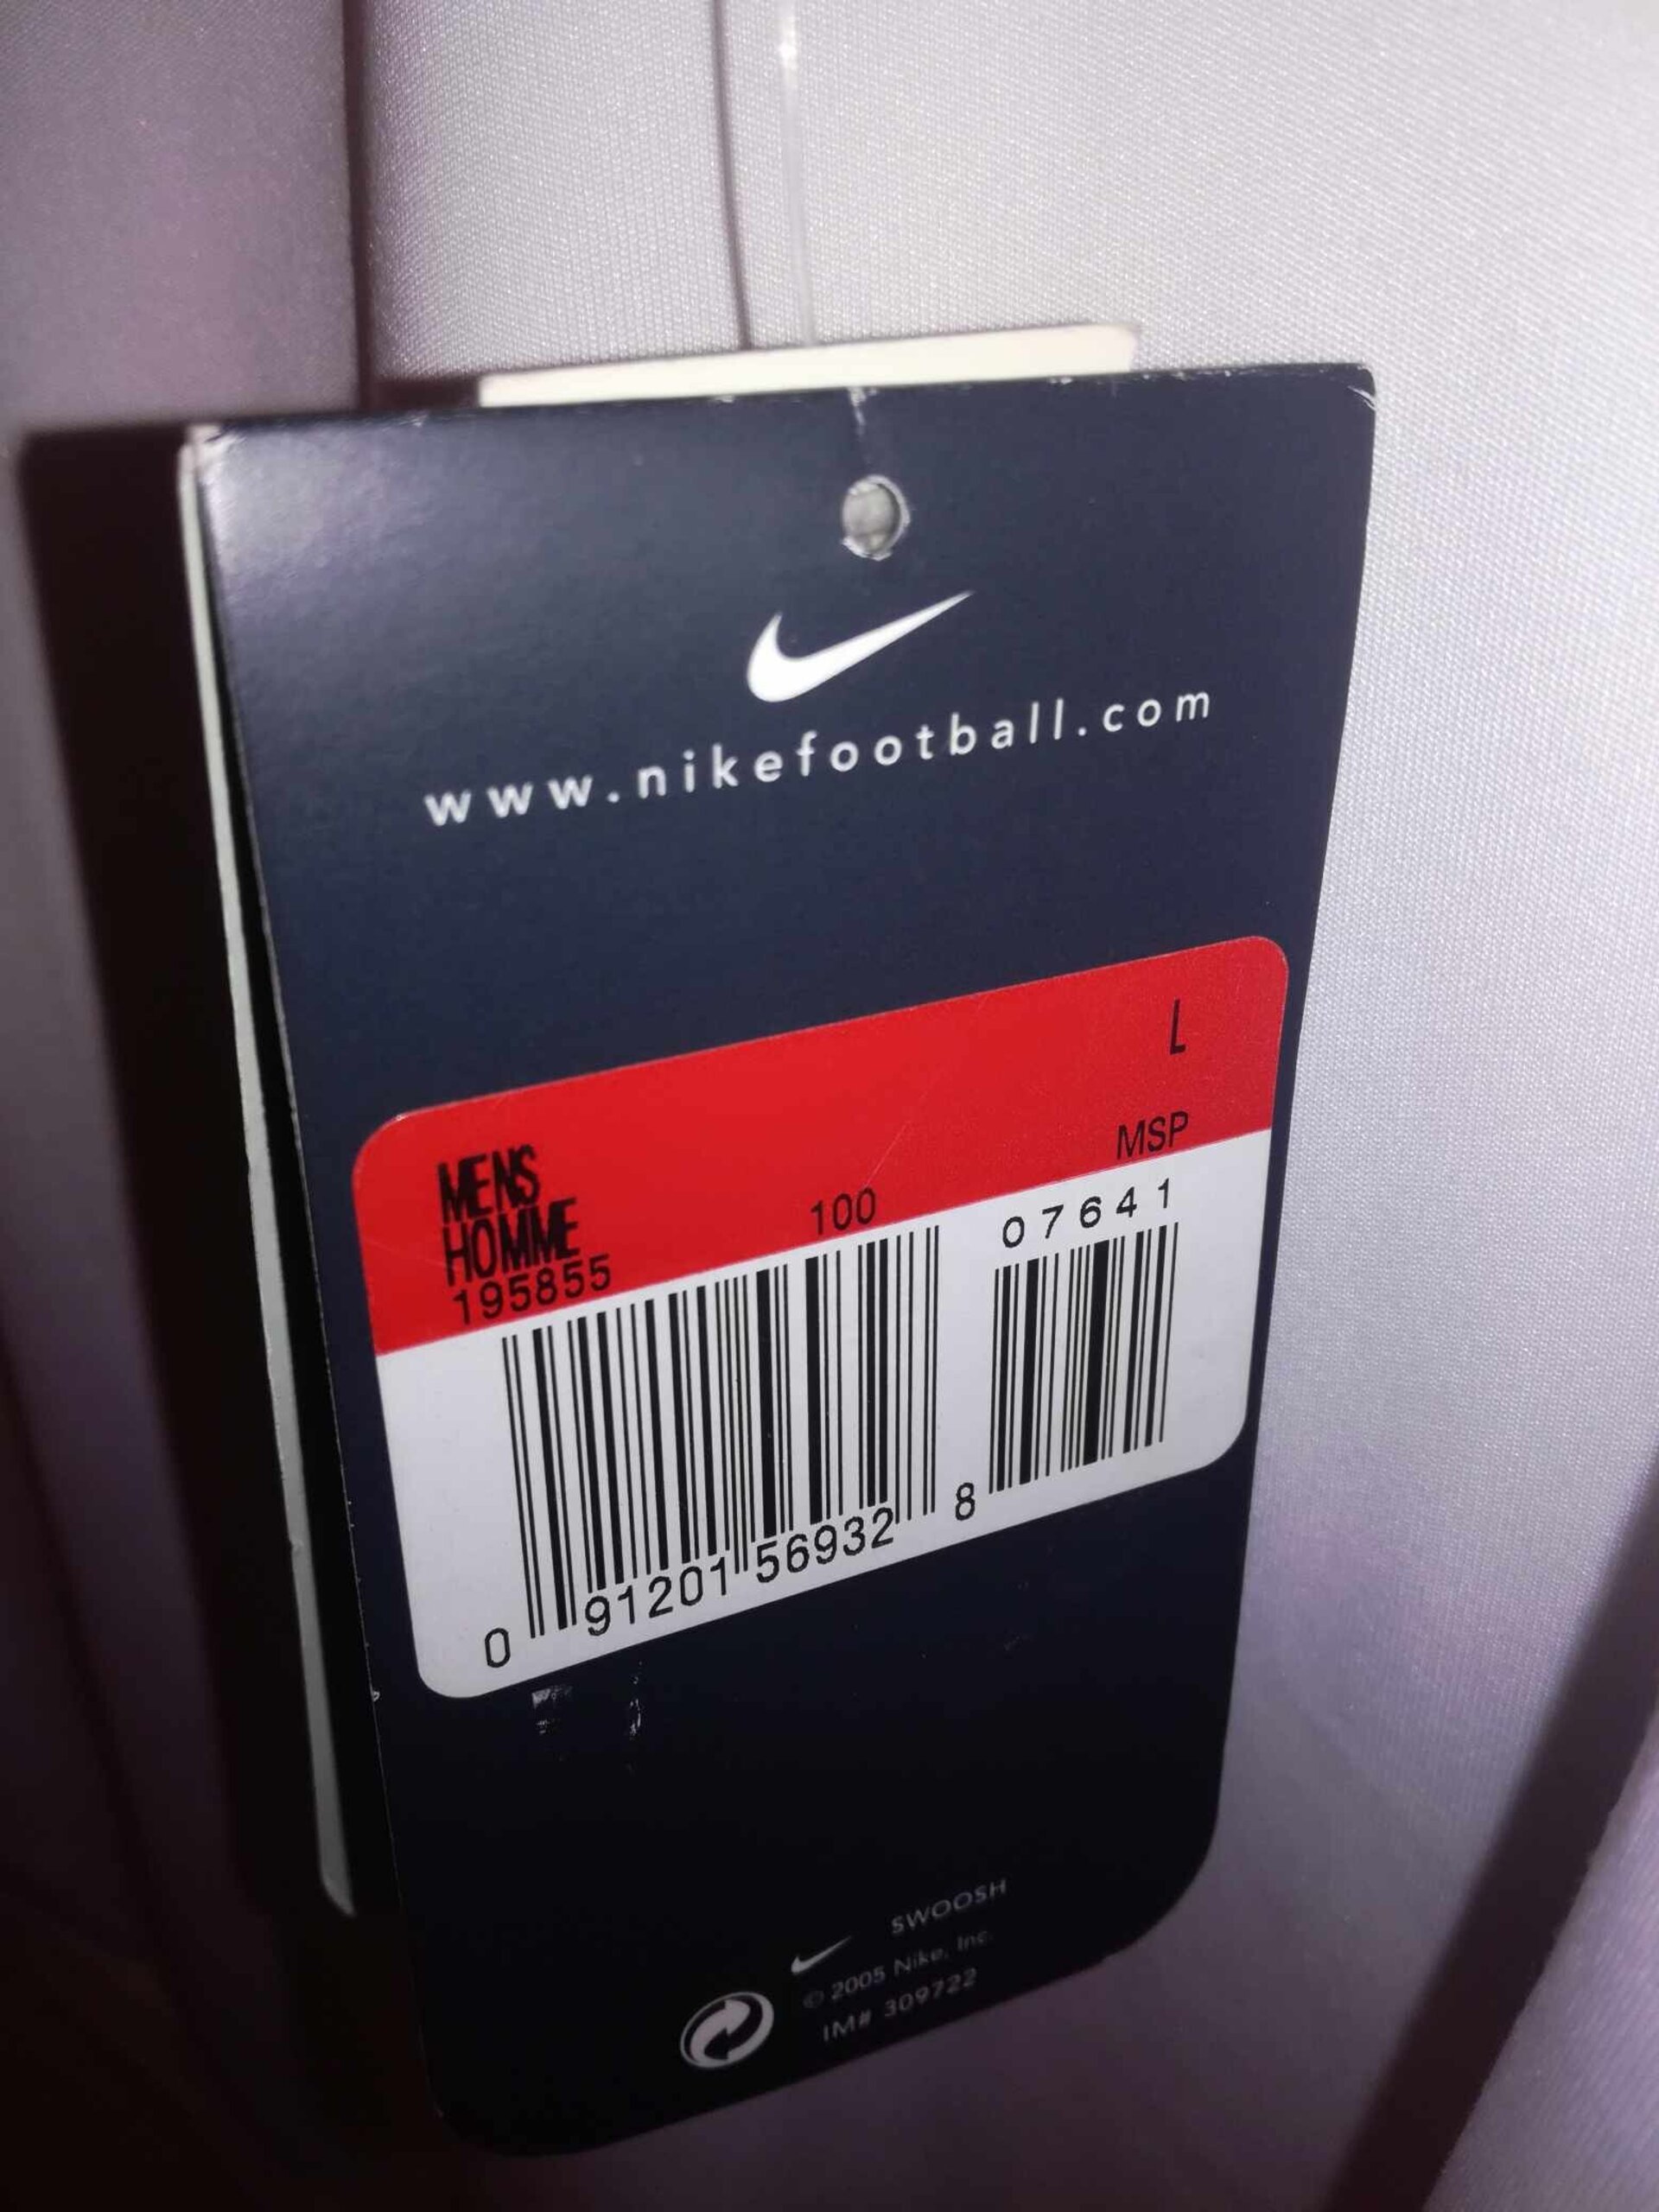 www.nikefootball.com
L
MENS
HOMME
195855 100 MSP
07641
0 91201 56932 8
SWOOSH
© 2005 Nike, Inc.
IM# 309722